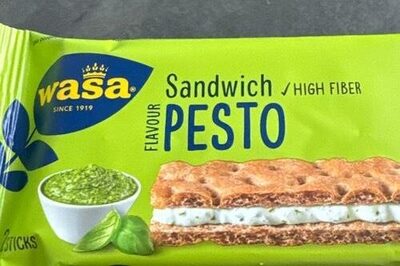 wasa®
SINCE 1919
Sandwich ✓HIGH FIBER
FLAVOUR
PESTO
STICKS